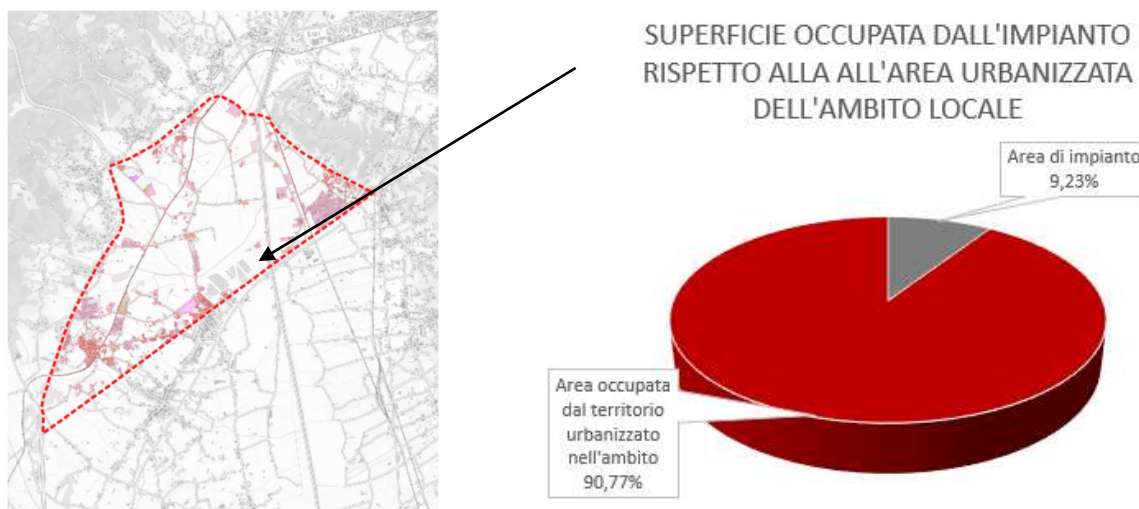 SUPERFICIE OCCUPATA DALL'IMPIANTO
RISPETTO ALLA ALL'AREA URBANIZZATA
DELL'AMBITO LOCALE
Area di impianto
9,23%
Area occupata
dal territorio
urbanizzato
nell'ambito
90,77%